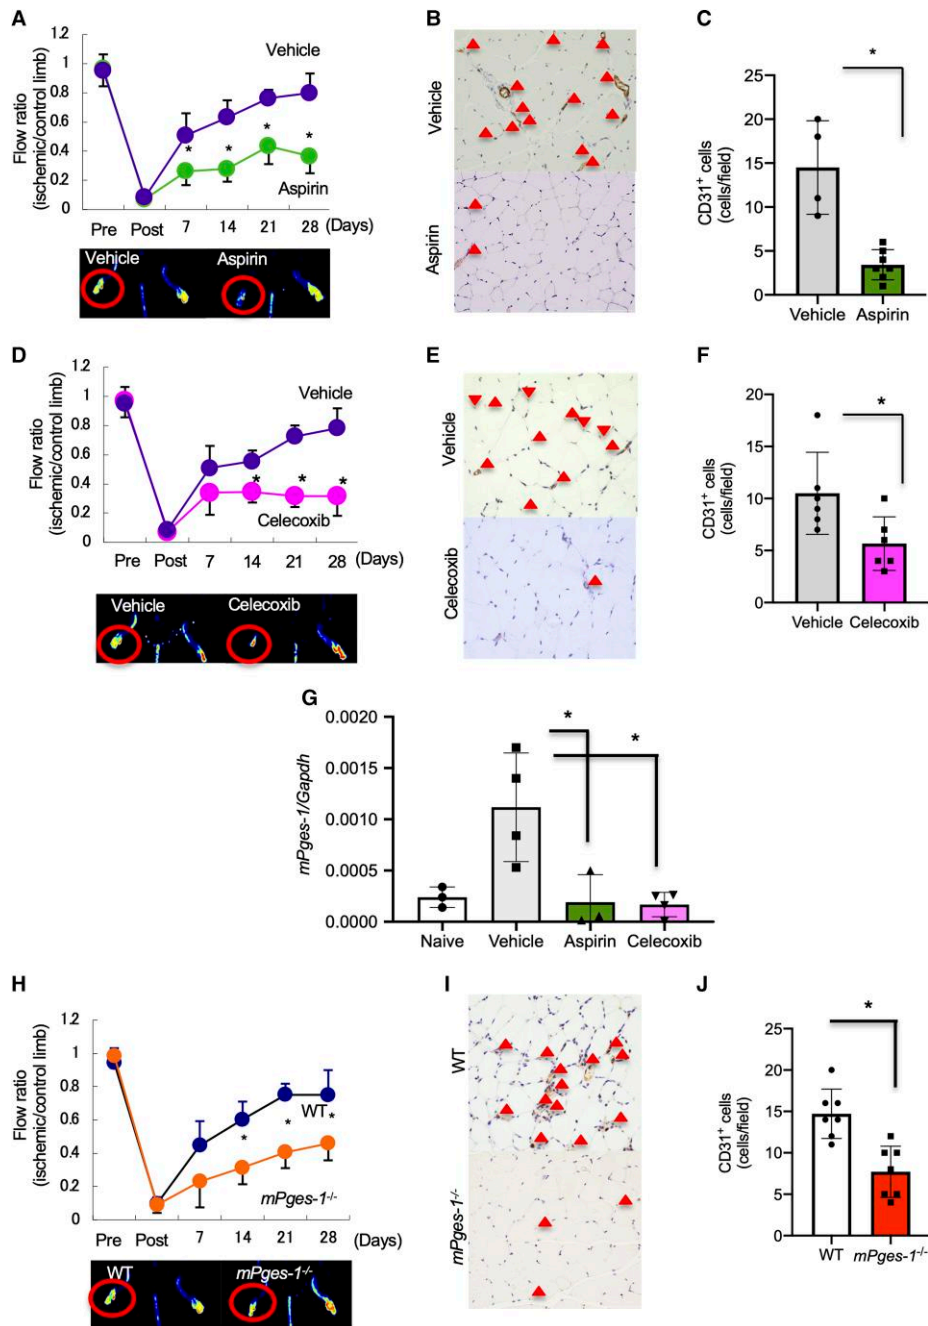 A
Flow ratio
(ischemic/control limb)
1.2
1
0.8
0.6
0.4
0.2
0
Vehicle
*
*
*
*
Aspirin
Pre Post 7 14 21 28 (Days)
Vehicle Aspirin
B
Vehicle
Aspirin
C
CD31+ cells
(cells/field)
25
20
15
10
5
0
*
Vehicle Aspirin
D
Flow ratio
(ischemic/control limb)
1.2
1
0.8
0.6
0.4
0.2
0
Vehicle
*
*
*
Celecoxib
Pre Post 7 14 21 28 (Days)
Vehicle Celecoxib
E
Vehicle
Celecoxib
F
CD31+ cells
(cells/field)
20
15
10
5
0
*
Vehicle Celecoxib
G
mPges-1/Gapdh
0.0020
0.0015
0.0010
0.0005
0.0000
*
*
Naive Vehicle Aspirin Celecoxib
H
Flow ratio
(ischemic/control limb)
1.2
1
0.8
0.6
0.4
0.2
0
WT
*
*
*
mPges-1-/-
Pre Post 7 14 21 28 (Days)
WT mPges-1-/-
I
WT
mPges-1-/-
J
CD31+ cells
(cells/field)
25
20
15
10
5
0
*
WT mPges-1-/-